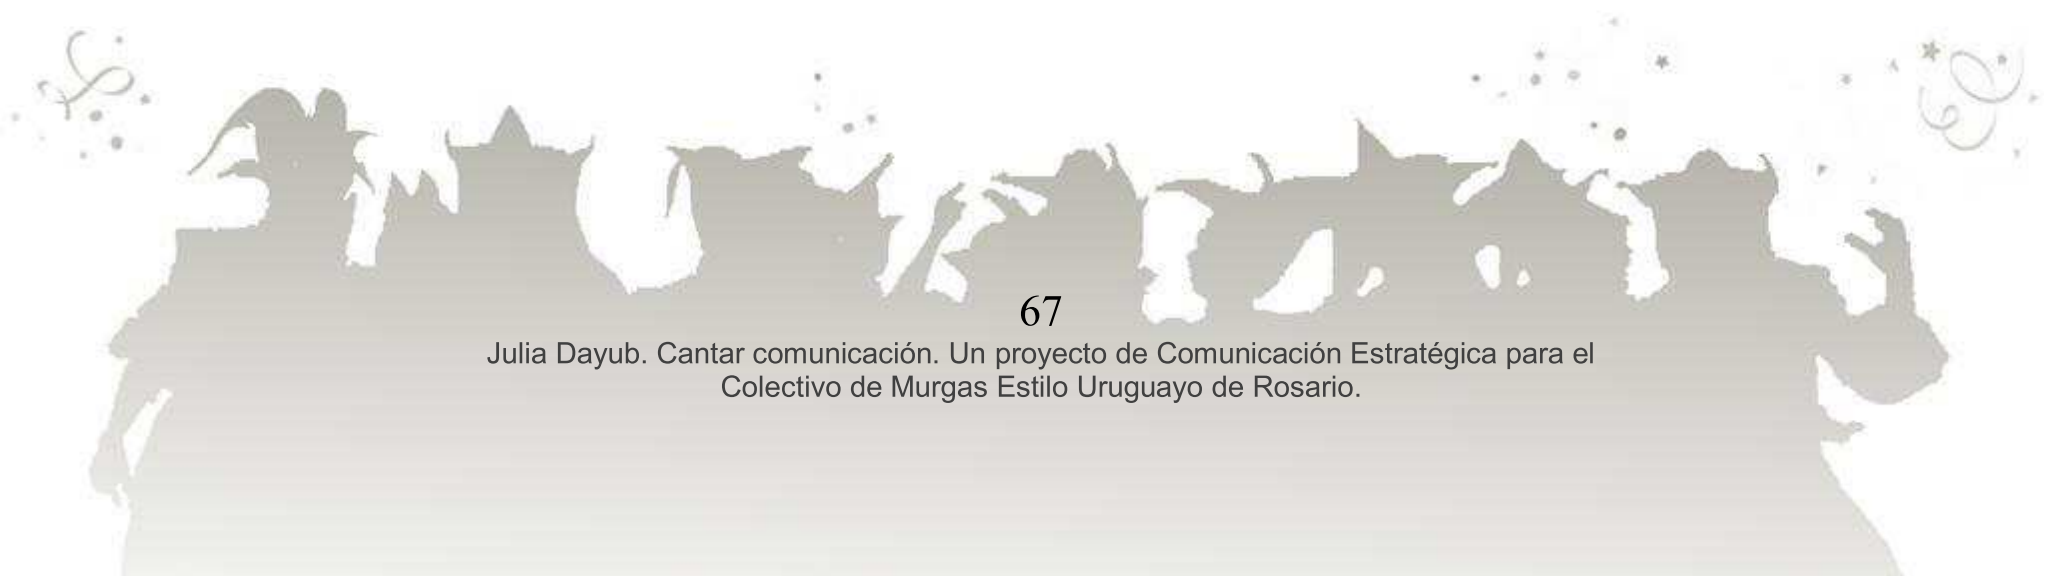 67
Julia Dayub. Cantar comunicación. Un proyecto de Comunicación Estratégica para el
Colectivo de Murgas Estilo Uruguayo de Rosario.